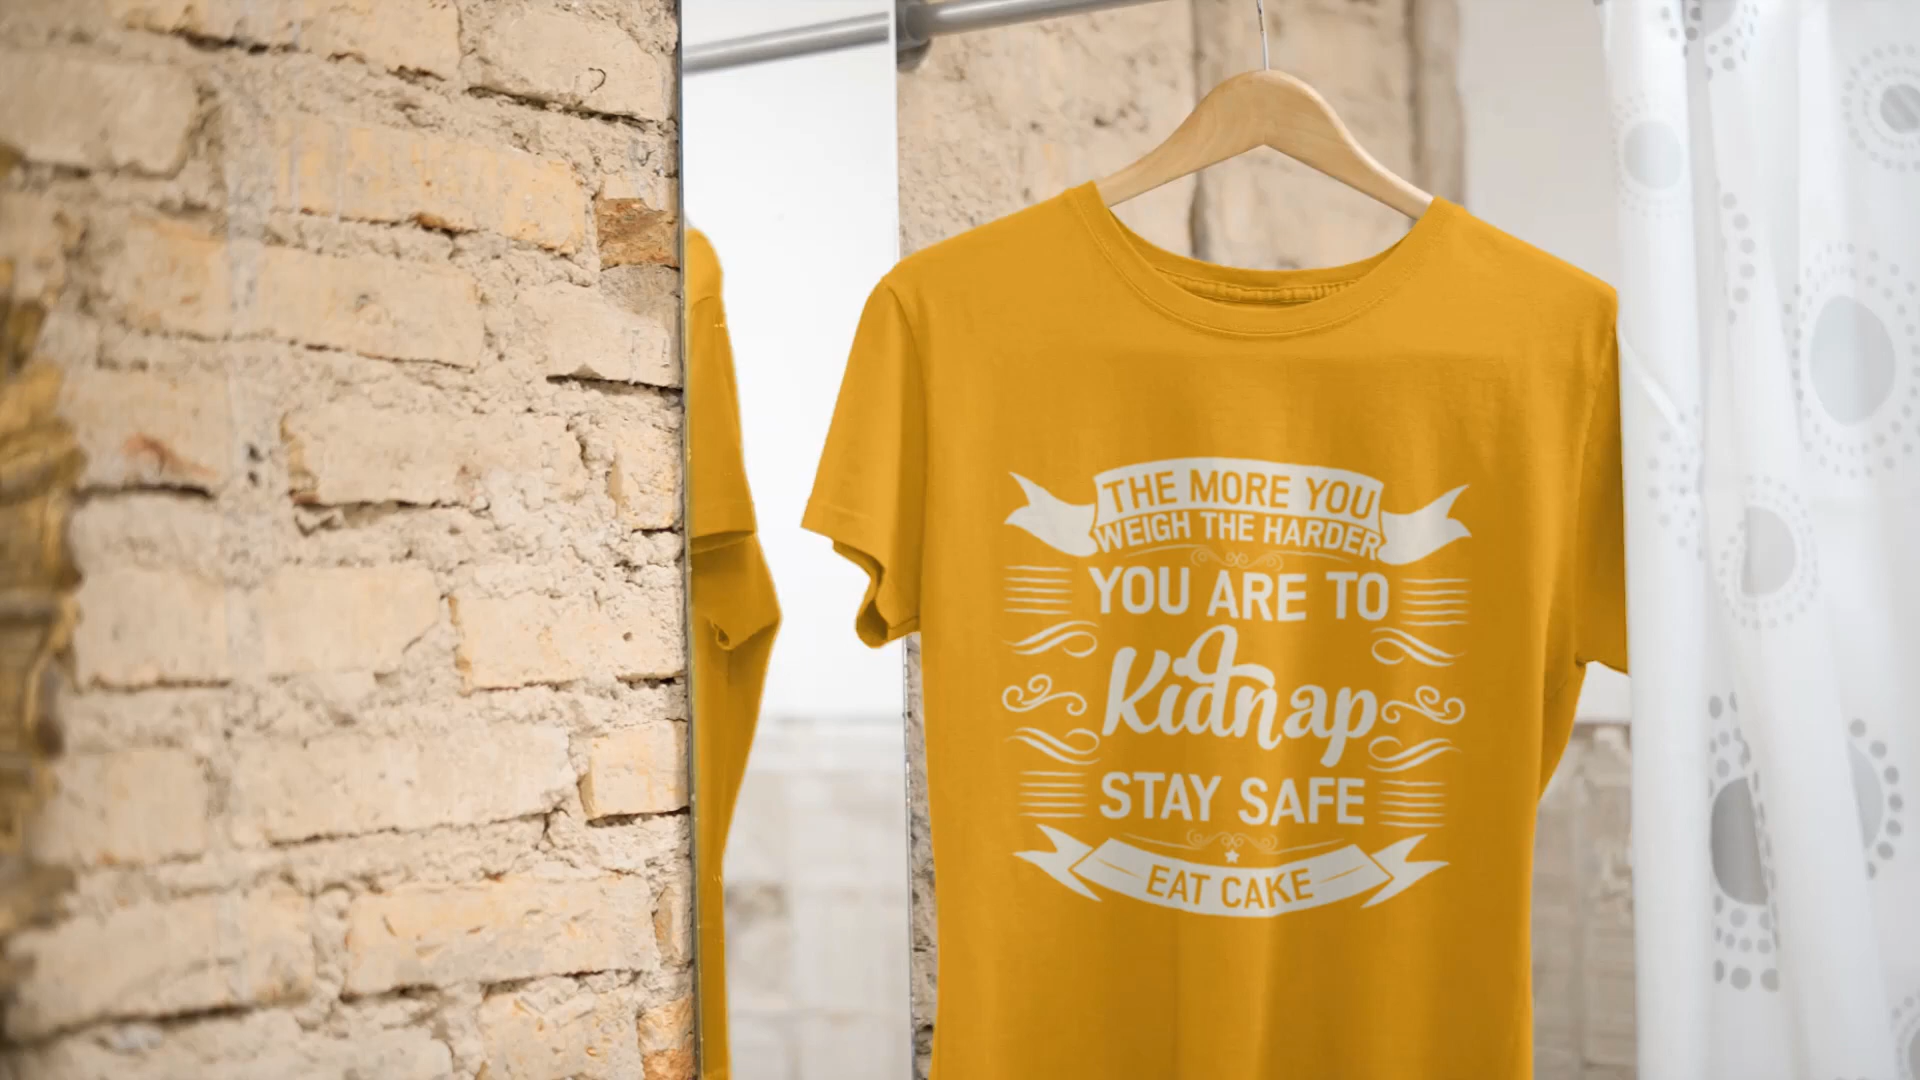 THE MORE YOU
WEIGH THE HARDER
YOU ARE TO
Kidnap
STAY SAFE
EAT CAKE